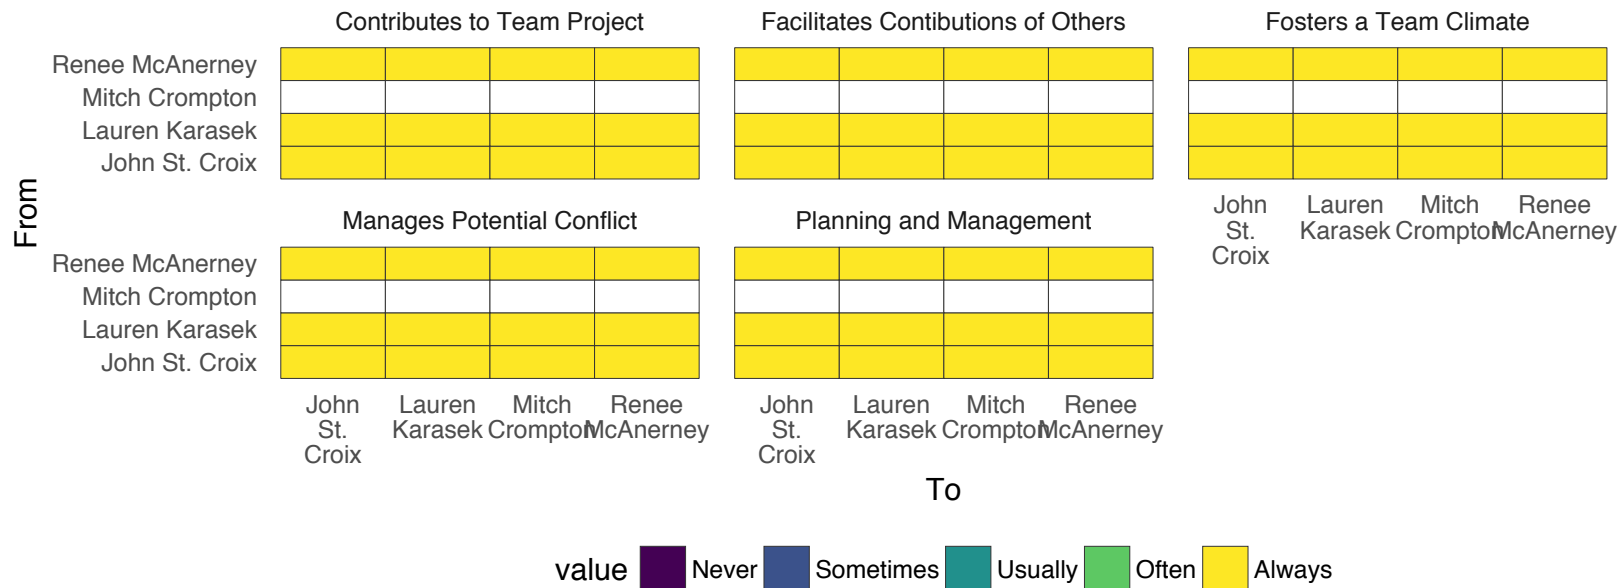 Contributes to Team Project
Facilitates Contibutions of Others
Fosters a Team Climate
Renee McAnerney
Mitch Crompton
Lauren Karasek
John St. Croix
From
John
St.
Croix
Lauren
Karasek
Mitch
Crompton
Renee
McAnerney
Manages Potential Conflict
Planning and Management
Renee McAnerney
Mitch Crompton
Lauren Karasek
John St. Croix
John
St.
Croix
Lauren
Karasek
Mitch
Crompton
Renee
McAnerney
John
St.
Croix
Lauren
Karasek
Mitch
Crompton
Renee
McAnerney
To
value Never Sometimes Usually Often Always